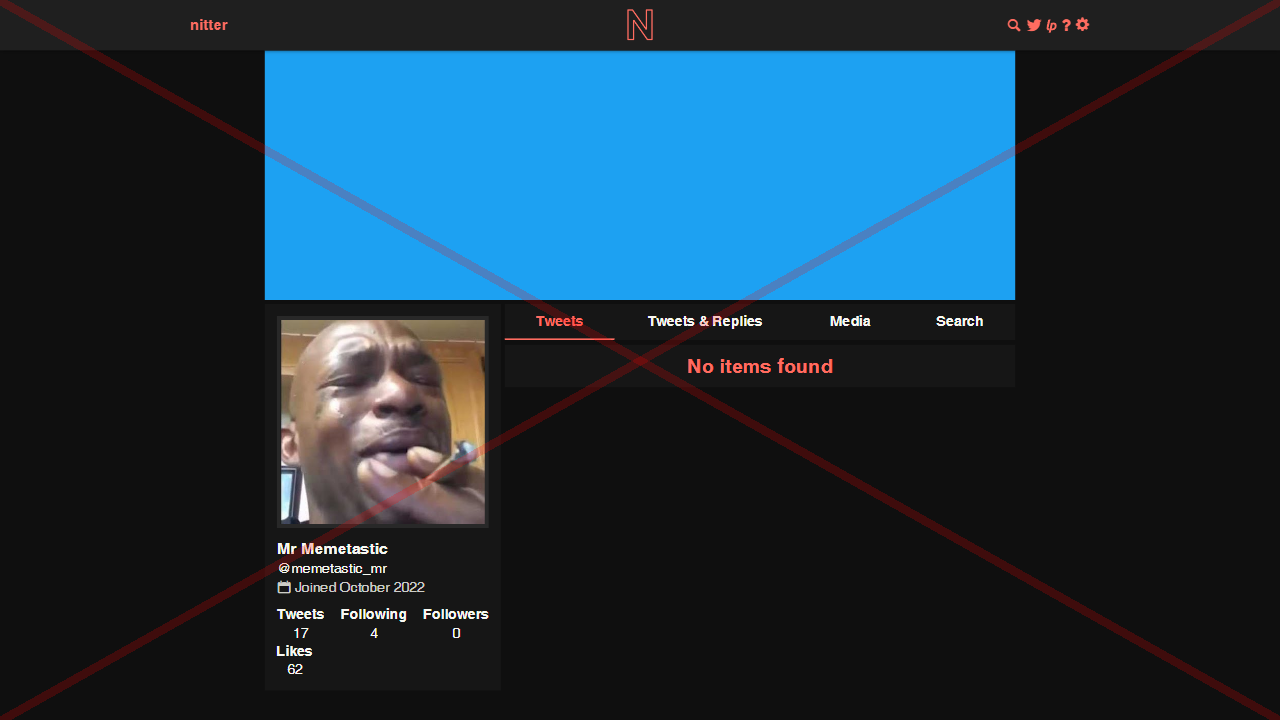 nitter
N
lp ?
Tweets Tweets & Replies Media Search
No items found
Mr Memetastic
@memetastic_mr
Joined October 2022
Tweets Following Followers
17 4 0
Likes
62